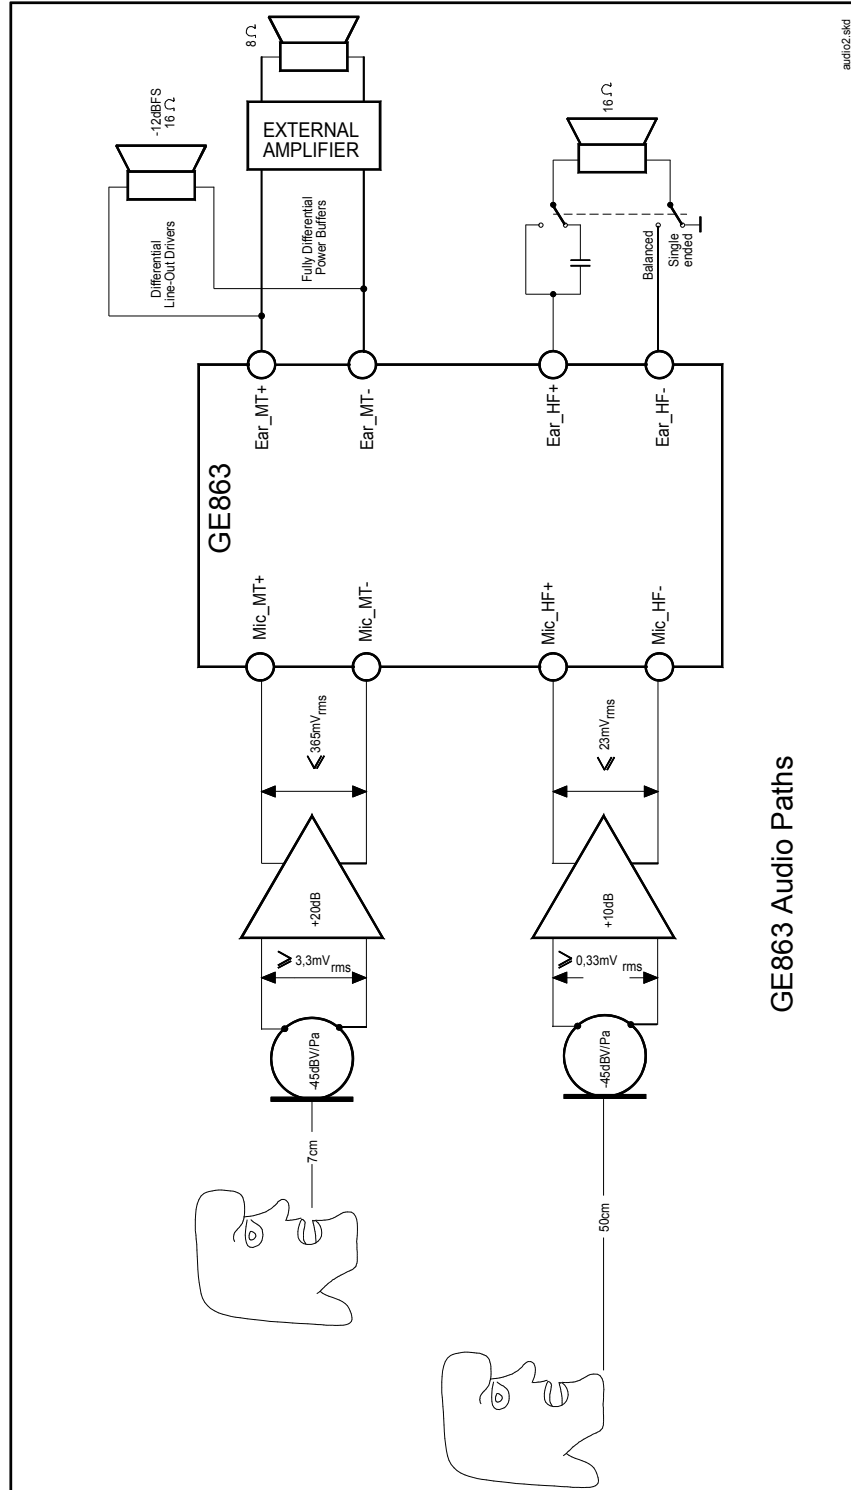 audio2.skd
8 Ω
-12dBFS
16 Ω
EXTERNAL
AMPLIFIER
16 Ω
Differential
Line-Out Drivers
Fully Differential
Power Buffers
Balanced
Single
ended
Ear_MT+
Ear_MT-
Ear_HF+
Ear_HF-
GE863
Mic_MT+
Mic_MT-
Mic_HF+
Mic_HF-
≤ 365mVrms
≤ 23mVrms
+20dB
+10dB
≥ 3,3mVrms
≥ 0,33mV rms
-45dBV/Pa
-45dBV/Pa
7cm
50cm
GE863 Audio Paths